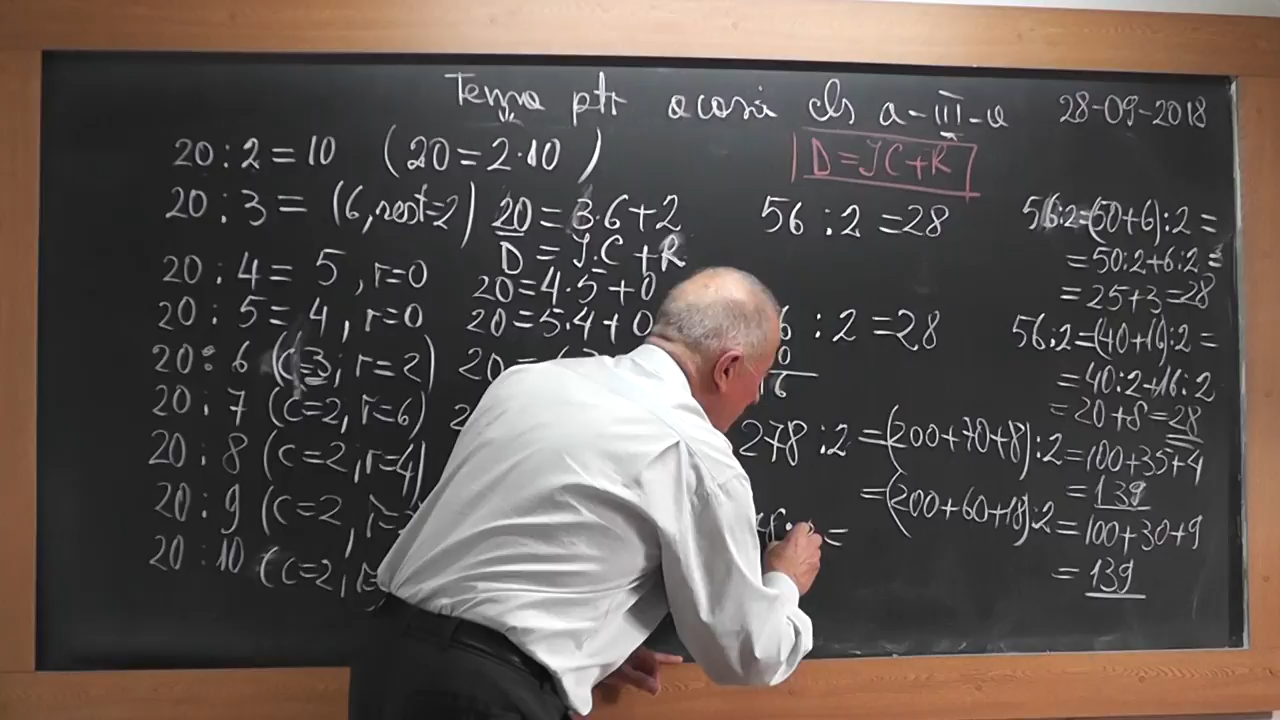 Tema ptr acasă cls a-III-a 28-09-2018
D=ÎC+R
20:2=10 (20=2·10)
20:3= (6,rest=2) 20=3·6+2
D=Î.C+R
20:4= 5, r=0 20=4·5+0
20:5=4, r=0 20=5·4+0
20:6 (c=3; r=2) 20=
20:7 (c=2, r=6)
20:8 (c=2, r=4)
20:9 (c=2,
20:10 (c=2,
56:2=28
6:2=28
16
278:2=(200+70+8):2=100+35+4
=139
=(200+60+18):2=100+30+9
=139
=
56:2=(50+6):2=
=50:2+6:2=
=25+3=28
56:2=(40+16):2=
=40:2+16:2
=20+8=28